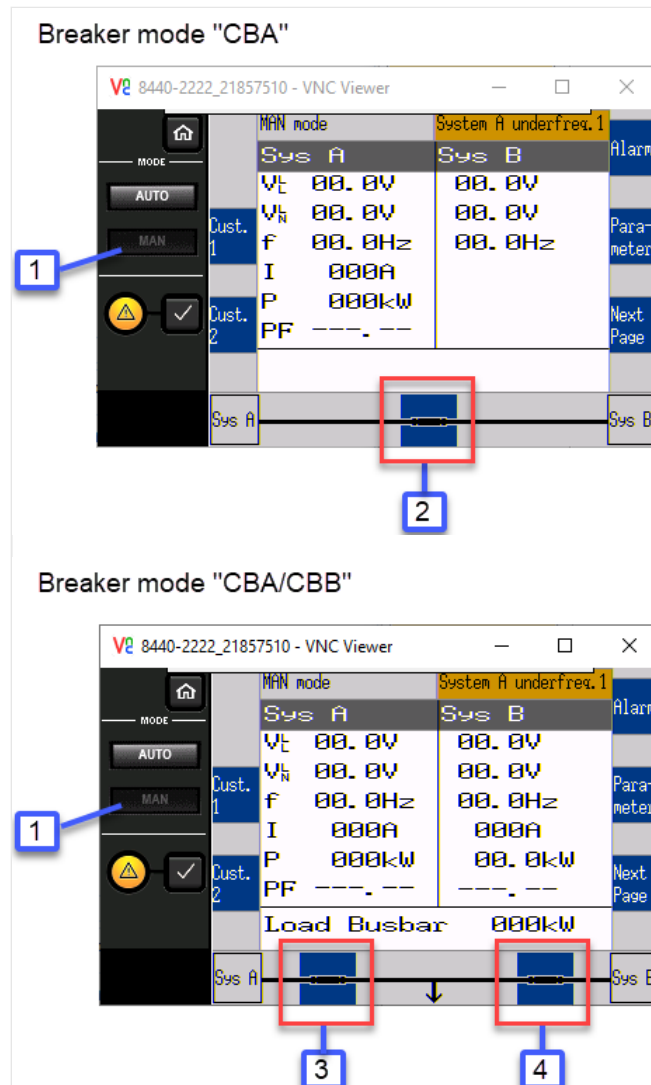 Breaker mode "CBA"
8440-2222_21857510 - VNC Viewer
MAN mode System A underfreq.1
MODE
AUTO
MAN
Sys A Sys B
VLL 00.0V 00.0V
VLN 00.0V 00.0V
f 00.0Hz 00.0Hz
I 000A
P 000kW
PF ---.--
Cust.
1
Cust.
2
Alarm
Para-
meter
Next
Page
Sys A Sys B
1
2
Breaker mode "CBA/CBB"
8440-2222_21857510 - VNC Viewer
MAN mode System A underfreq.1
MODE
AUTO
MAN
Sys A Sys B
VLL 00.0V 00.0V
VLN 00.0V 00.0V
f 00.0Hz 00.0Hz
I 000A 000A
P 000kW 00.0kW
PF ---.-- ---.--
Load Busbar 000kW
Cust.
1
Cust.
2
Alarm
Para-
meter
Next
Page
Sys A Sys B
1
3 4